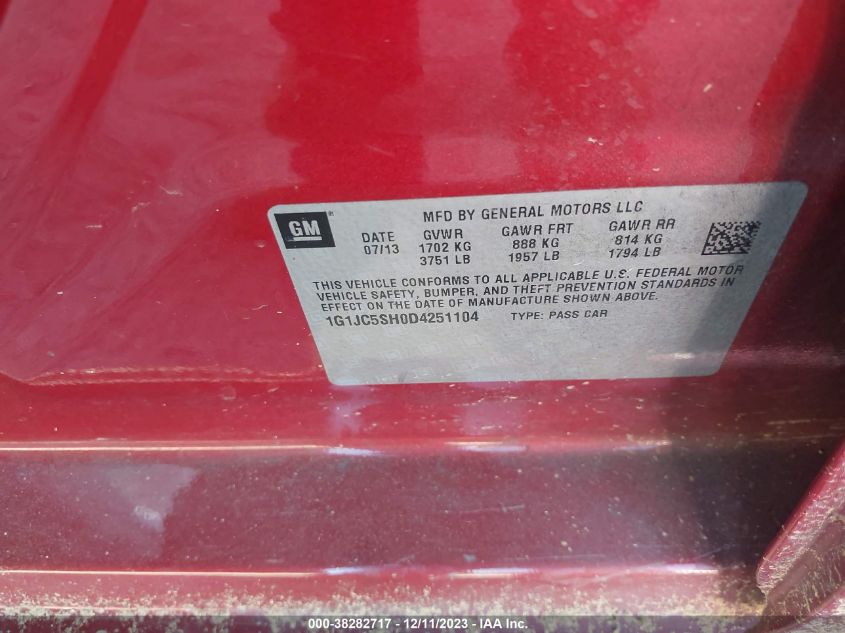 GM
MFD BY GENERAL MOTORS LLC
DATE GVWR GAWR FRT GAWR RR
07/13 1702 KG 888 KG 814 KG
3751 LB 1957 LB 1794 LB
THIS VEHICLE CONFORMS TO ALL APPLICABLE U.S. FEDERAL MOTOR
VEHICLE SAFETY, BUMPER, AND THEFT PREVENTION STANDARDS IN
EFFECT ON THE DATE OF MANUFACTURE SHOWN ABOVE.
1G1JC5SH0D4251104 TYPE: PASS CAR
000-38282717 - 12/11/2023 - IAA Inc.